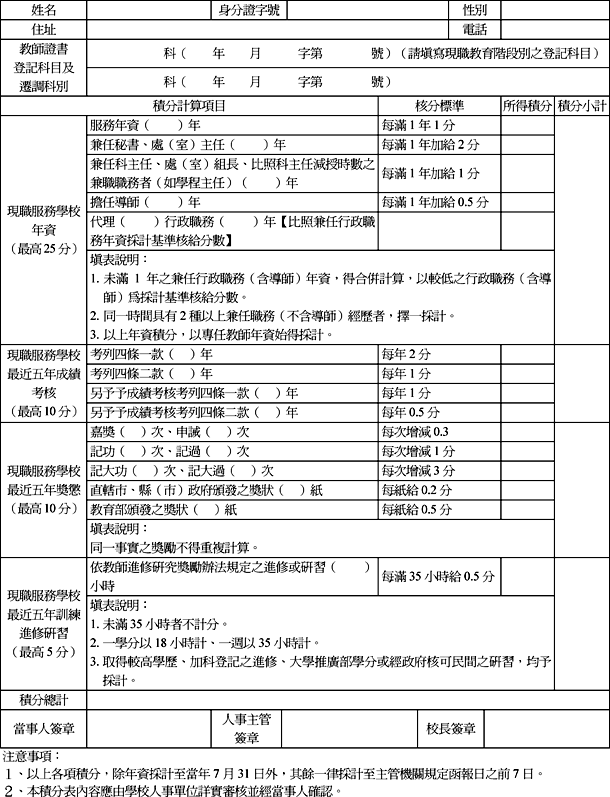 姓名 身分證字號 性別
住址 電話
教師證書
登記科目及
遷調科別
科（　　年　　月　　　字第　　　　號）（請填寫現職教育階段別之登記科目）
科（　　年　　月　　　字第　　　　號）
積分計算項目 核分標準 所得積分 積分小計
現職服務學校
年資
（最高25分）
服務年資（　　）年 每滿1年1分
兼任秘書、處（室）主任（　　）年 每滿1年加給2分
兼任科主任、處（室）組長、比照科主任減授時數之
兼職職務者（如學程主任）（　　）年
每滿1年加給1分
擔任導師（　　）年 每滿1年加給0.5分
代理（　　）行政職務（　　）年【比照兼任行政職
務年資採計基準核給分數】
填表說明：
1. 未滿 1 年之兼任行政職務（含導師）年資，得合併計算，以較低之行政職務（含導
師）為採計基準核給分數。
2. 同一時間具有2種以上兼任職務（不含導師）經歷者，擇一採計。
3. 以上年資積分，以專任教師年資始得採計。
現職服務學校
最近五年成績
考核
（最高10分）
考列四條一款（　）年 每年2分
考列四條二款（　）年 每年1分
另予予成績考核考列四條一款（　）年 每年1分
另予予成績考核考列四條二款（　）年 每年0.5分
現職服務學校
最近五年獎懲
（最高10分）
嘉獎（　）次、申誡（　）次 每次增減0.3
記功（　）次、記過（　）次 每次增減1分
記大功（　）次、記大過（　）次 每次增減3分
直轄市、縣（市）政府頒發之獎狀（　）紙 每紙給0.2分
教育部頒發之獎狀（　）紙 每紙給0.5分
填表說明：
同一事實之獎勵不得重複計算。
現職服務學校
最近五年訓練
進修研習
（最高5分）
依教師進修研究獎勵辦法規定之進修或研習（　　）
小時
每滿35小時給0.5分
填表說明：
1. 未滿35小時者不計分。
2. 一學分以18小時計、一週以35小時計。
3. 取得較高學歷、加科登記之進修、大學推廣部學分或經政府核可民間之研習，均予
採計。
積分總計
當事人簽章 人事主管
簽章 校長簽章
注意事項：
1、以上各項積分，除年資採計至當年7月31日外，其餘一律採計至主管機關規定函報日之前7日。
2、本積分表內容應由學校人事單位詳實審核並經當事人確認。